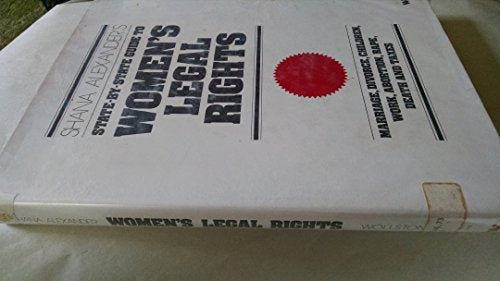 SHANA ALEXANDER'S
STATE-BY-STATE GUIDE TO
WOMEN'S
LEGAL
RIGHTS
MARRIAGE, DIVORCE, CHILDREN,
WORK, ABORTION, RAPE,
DEATH AND TAXES
SHANA ALEXANDER WOMEN'S LEGAL RIGHTS